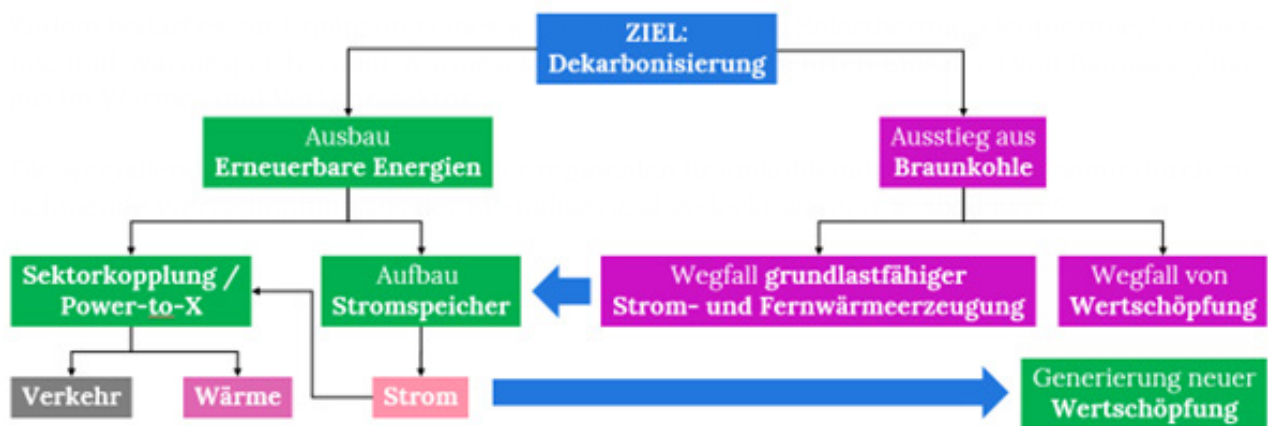 ZIEL:
Dekarbonisierung
Ausbau
Erneuerbare Energien
Ausstieg aus
Braunkohle
Sektorkopplung /
Power-to-X
Aufbau
Stromspeicher
Wegfall grundlastfähiger
Strom- und Fernwärmeerzeugung
Wegfall von
Wertschöpfung
Verkehr
Wärme
Strom
Generierung neuer
Wertschöpfung